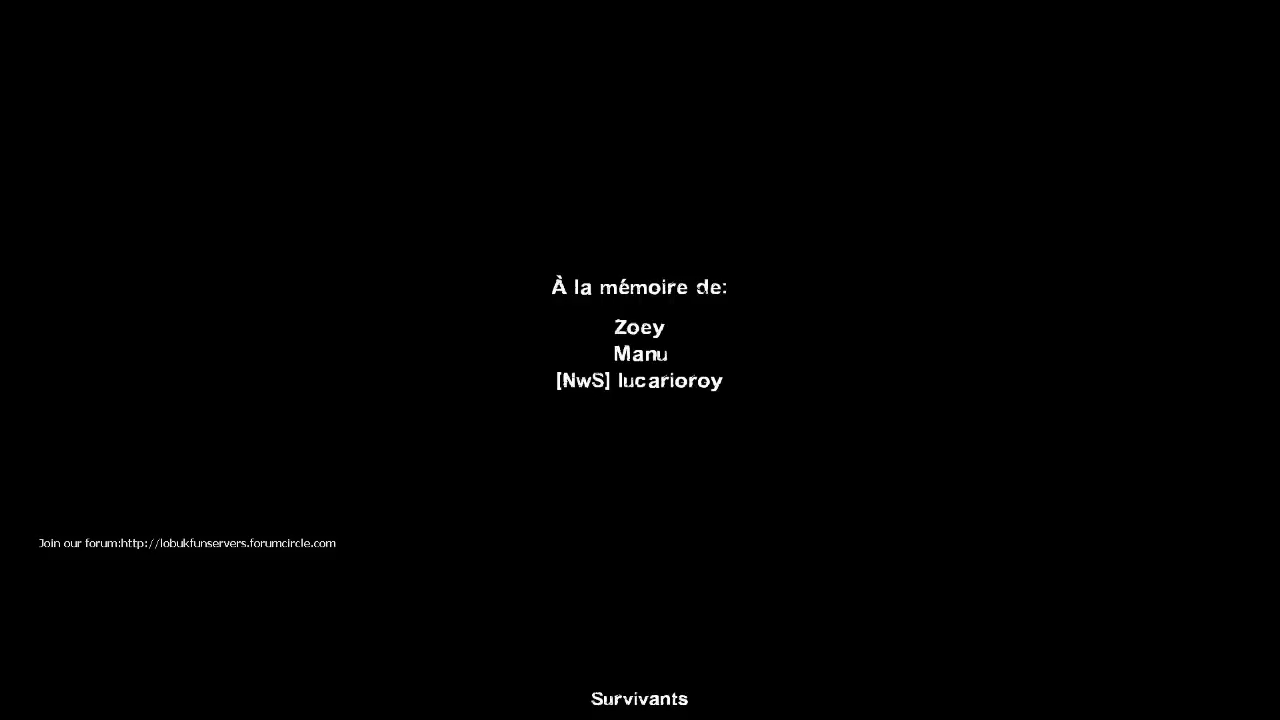 À la mémoire de:
Zoey
Manu
[NwS] lucarioroy
Join our forum:http://lobukfunservers.forumcircle.com
Survivants